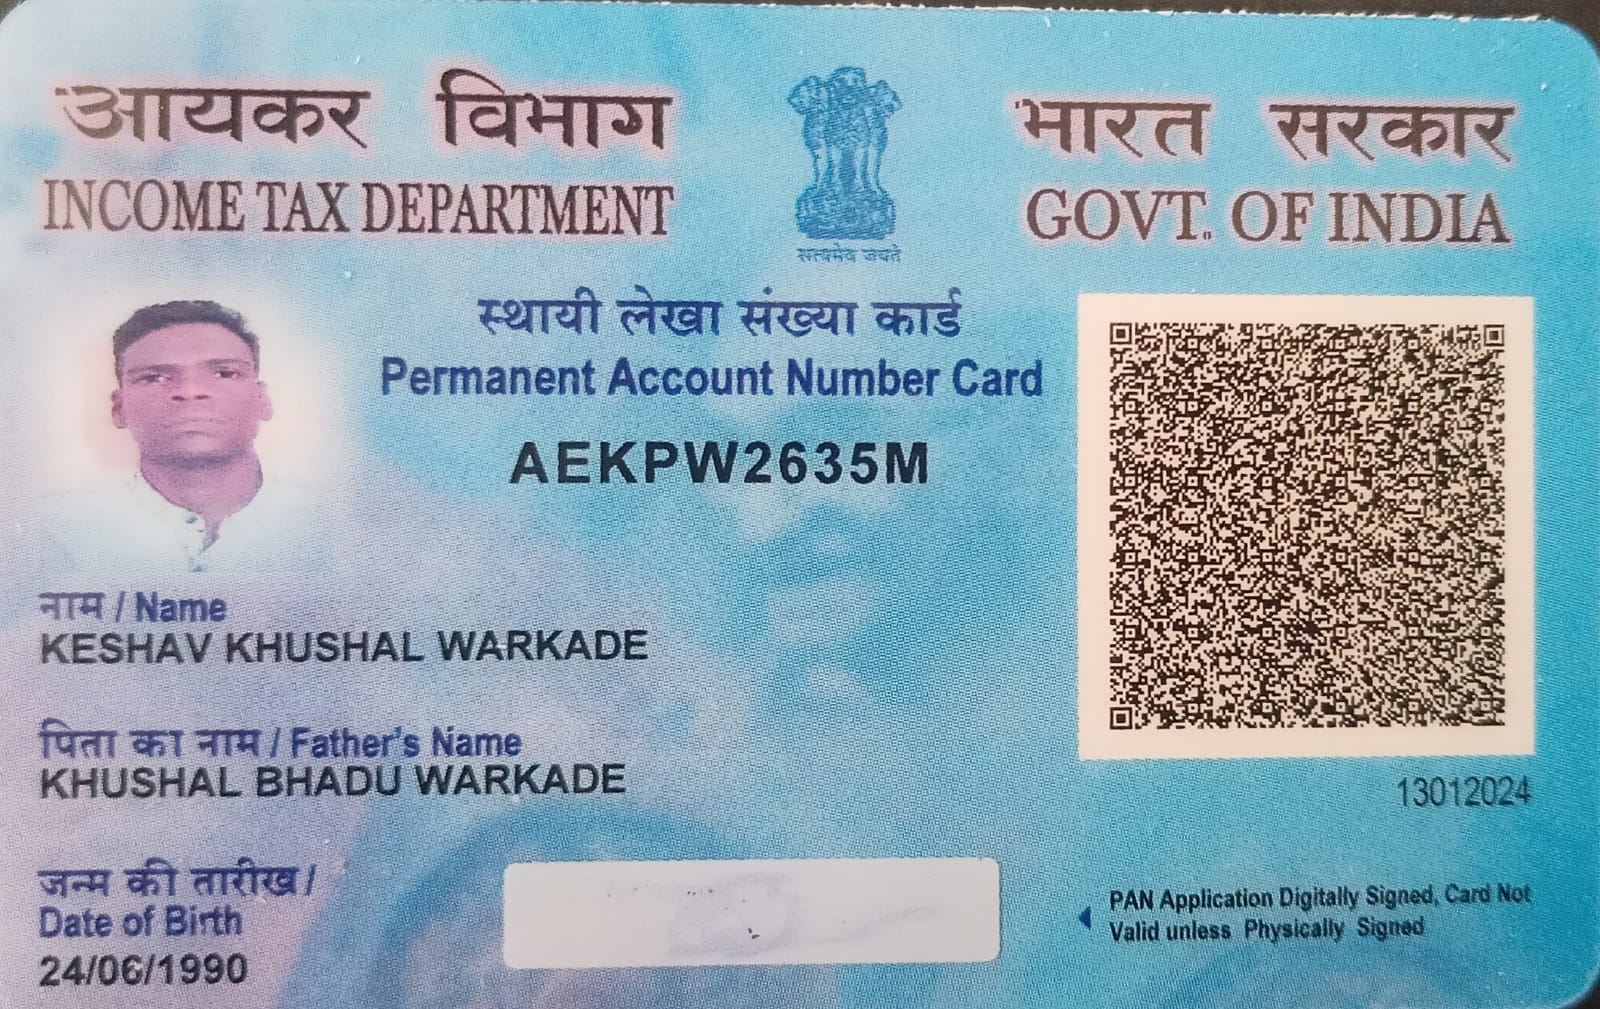 आयकर विभाग
INCOME TAX DEPARTMENT
सत्यमेव जयते
भारत सरकार
GOVT. OF INDIA
स्थायी लेखा संख्या कार्ड
Permanent Account Number Card
AEKPW2635M
नाम / Name
KESHAV KHUSHAL WARKADE
पिता का नाम / Father's Name
KHUSHAL BHADU WARKADE
13012024
जन्म की तारीख /
Date of Birth
24/06/1990
PAN Application Digitally Signed, Card Not
Valid unless Physically Signed